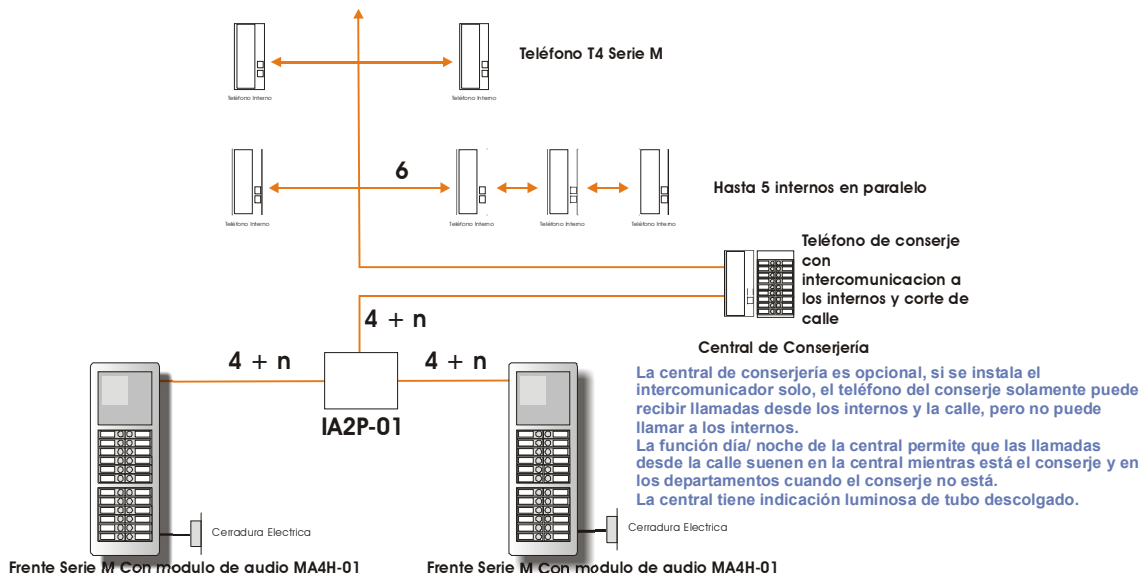 Teléfono T4 Serie M
Teléfono Interno
Teléfono Interno
6
Hasta 5 internos en paralelo
Teléfono Interno
Teléfono Interno
Teléfono Interno
Teléfono Interno
Teléfono de conserje
con
intercomunicacion a
los internos y corte de
calle
4 + n
Central de Conserjería
4 + n
4 + n
IA2P-01
La central de conserjería es opcional, si se instala el
intercomunicador solo, el teléfono del conserje solamente puede
recibir llamadas desde los internos y la calle, pero no puede
llamar a los internos.
La función día/ noche de la central permite que las llamadas
desde la calle suenen en la central mientras está el conserje y en
los departamentos cuando el conserje no está.
La central tiene indicación luminosa de tubo descolgado.
Cerradura Electrica
Cerradura Electrica
Frente Serie M Con modulo de audio MA4H-01
Frente Serie M Con modulo de audio MA4H-01